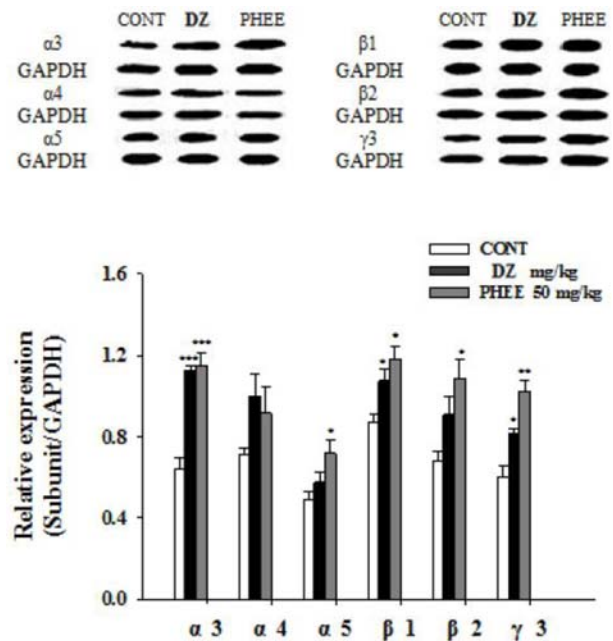 CONT DZ PHEE
α3
GAPDH
α4
GAPDH
α5
GAPDH
CONT DZ PHEE
β1
GAPDH
β2
GAPDH
γ3
GAPDH
CONT
DZ mg/kg
PHEE 50 mg/kg
Relative expression
(Subunit/GAPDH)
1.6
1.2
0.8
0.4
0.0
*** ***
*
* *
*
* **
α 3 α 4 α 5 β 1 β 2 γ 3